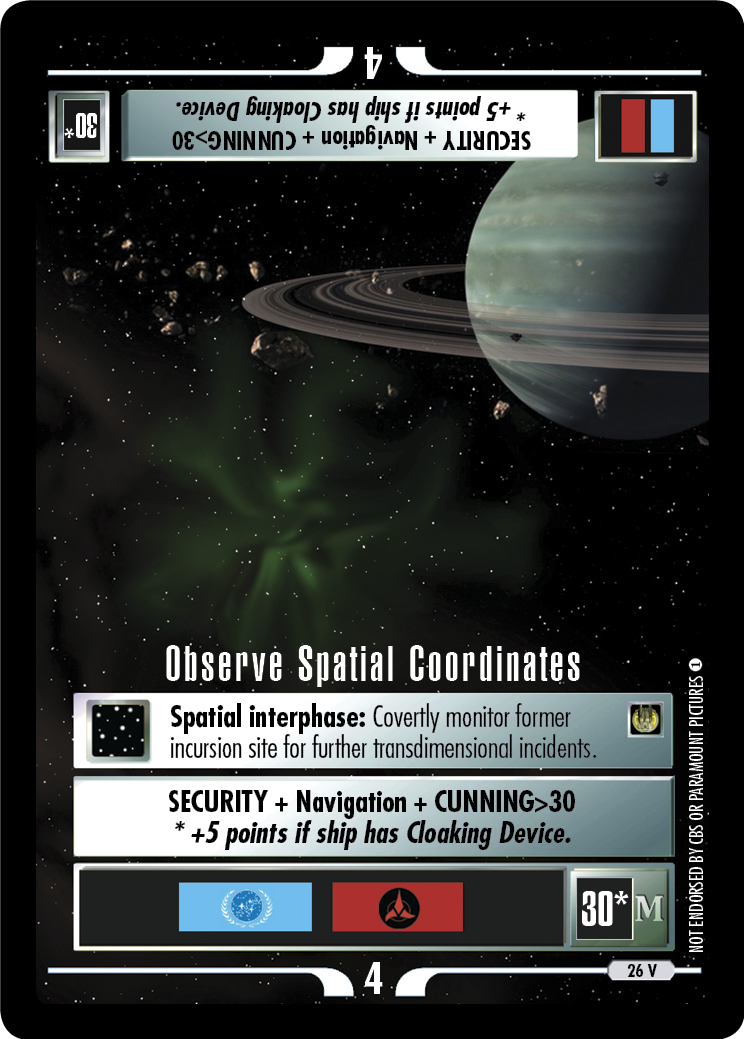 4
30*
SECURITY + Navigation + CUNNING>30
* +5 points if ship has Cloaking Device.
Observe Spatial Coordinates
Spatial interphase: Covertly monitor former
incursion site for further transdimensional incidents.
SECURITY + Navigation + CUNNING>30
* +5 points if ship has Cloaking Device.
30* M
4
26 V
NOT ENDORSED BY CBS OR PARAMOUNT PICTURES 1